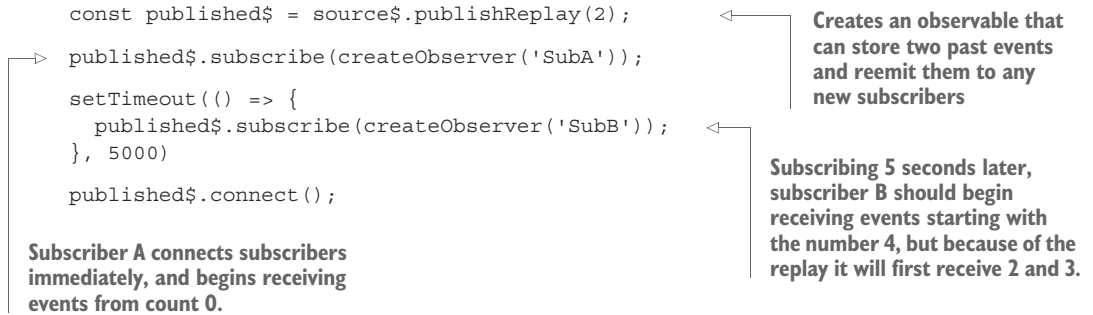 const published$ = source$.publishReplay(2);
Creates an observable that
can store two past events
and reemit them to any
new subscribers
published$.subscribe(createObserver('SubA'));
setTimeout(() => {
published$.subscribe(createObserver('SubB'));
}, 5000)
published$.connect();
Subscribing 5 seconds later,
subscriber B should begin
receiving events starting with
the number 4, but because of the
replay it will first receive 2 and 3.
Subscriber A connects subscribers
immediately, and begins receiving
events from count 0.